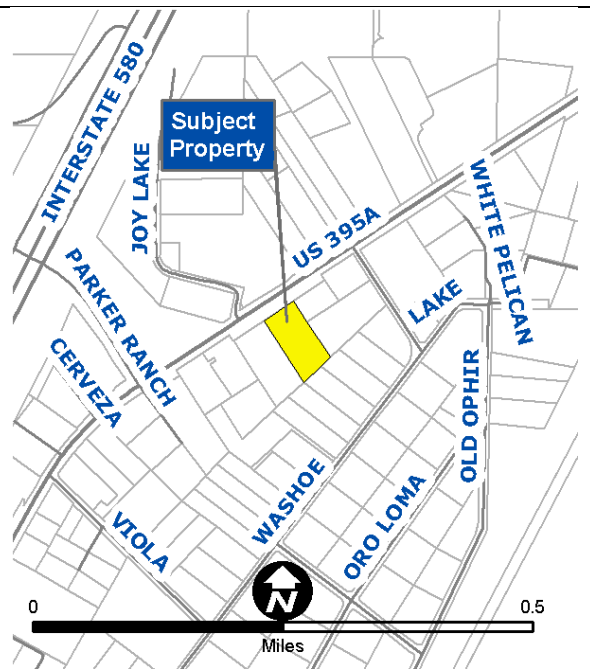 INTERSTATE 580
JOY LAKE
Subject
Property
US 395A
WHITE PELICAN
PARKER RANCH
LAKE
CERVEZA
OLD OPHIR
WASHOE
ORO LOMA
VIOLA
N
0
0.5
Miles